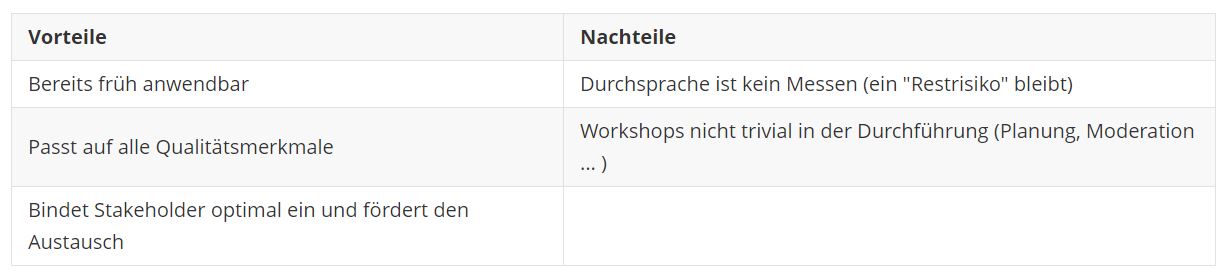 Vorteile
Nachteile
Bereits früh anwendbar
Durchsprache ist kein Messen (ein "Restrisiko" bleibt)
Passt auf alle Qualitätsmerkmale
Workshops nicht trivial in der Durchführung (Planung, Moderation
... )
Bindet Stakeholder optimal ein und fördert den
Austausch